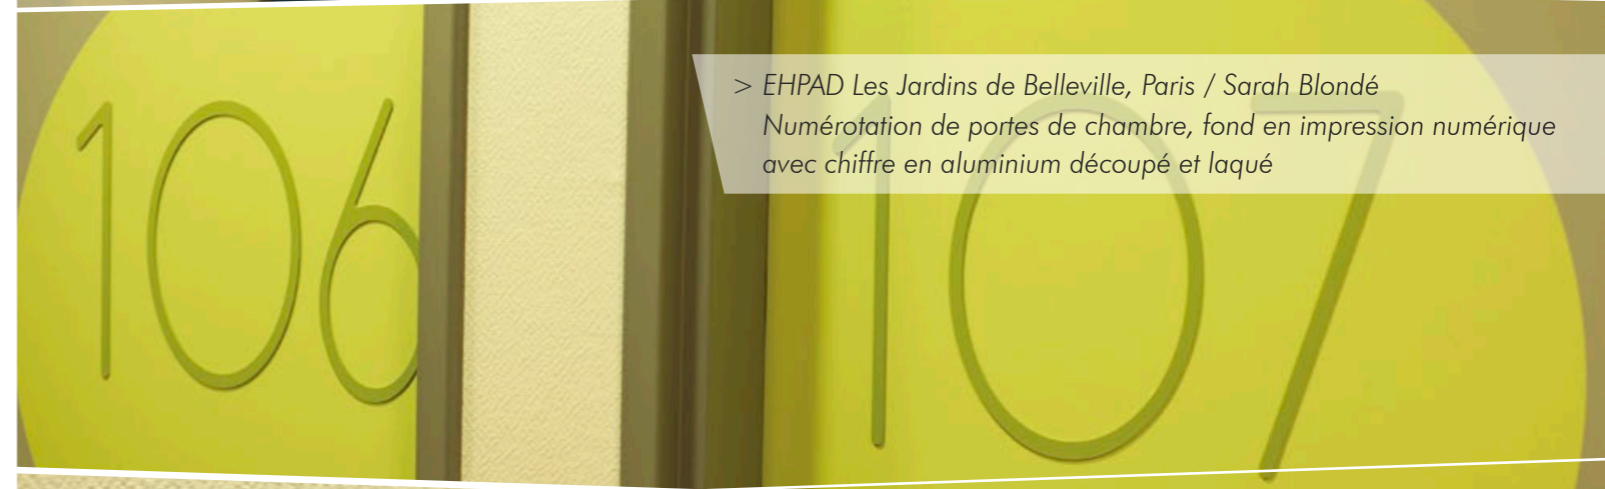 106
107
> EHPAD Les Jardins de Belleville, Paris / Sarah Blondé
Numérotation de portes de chambre, fond en impression numérique
avec chiffre en aluminium découpé et laqué